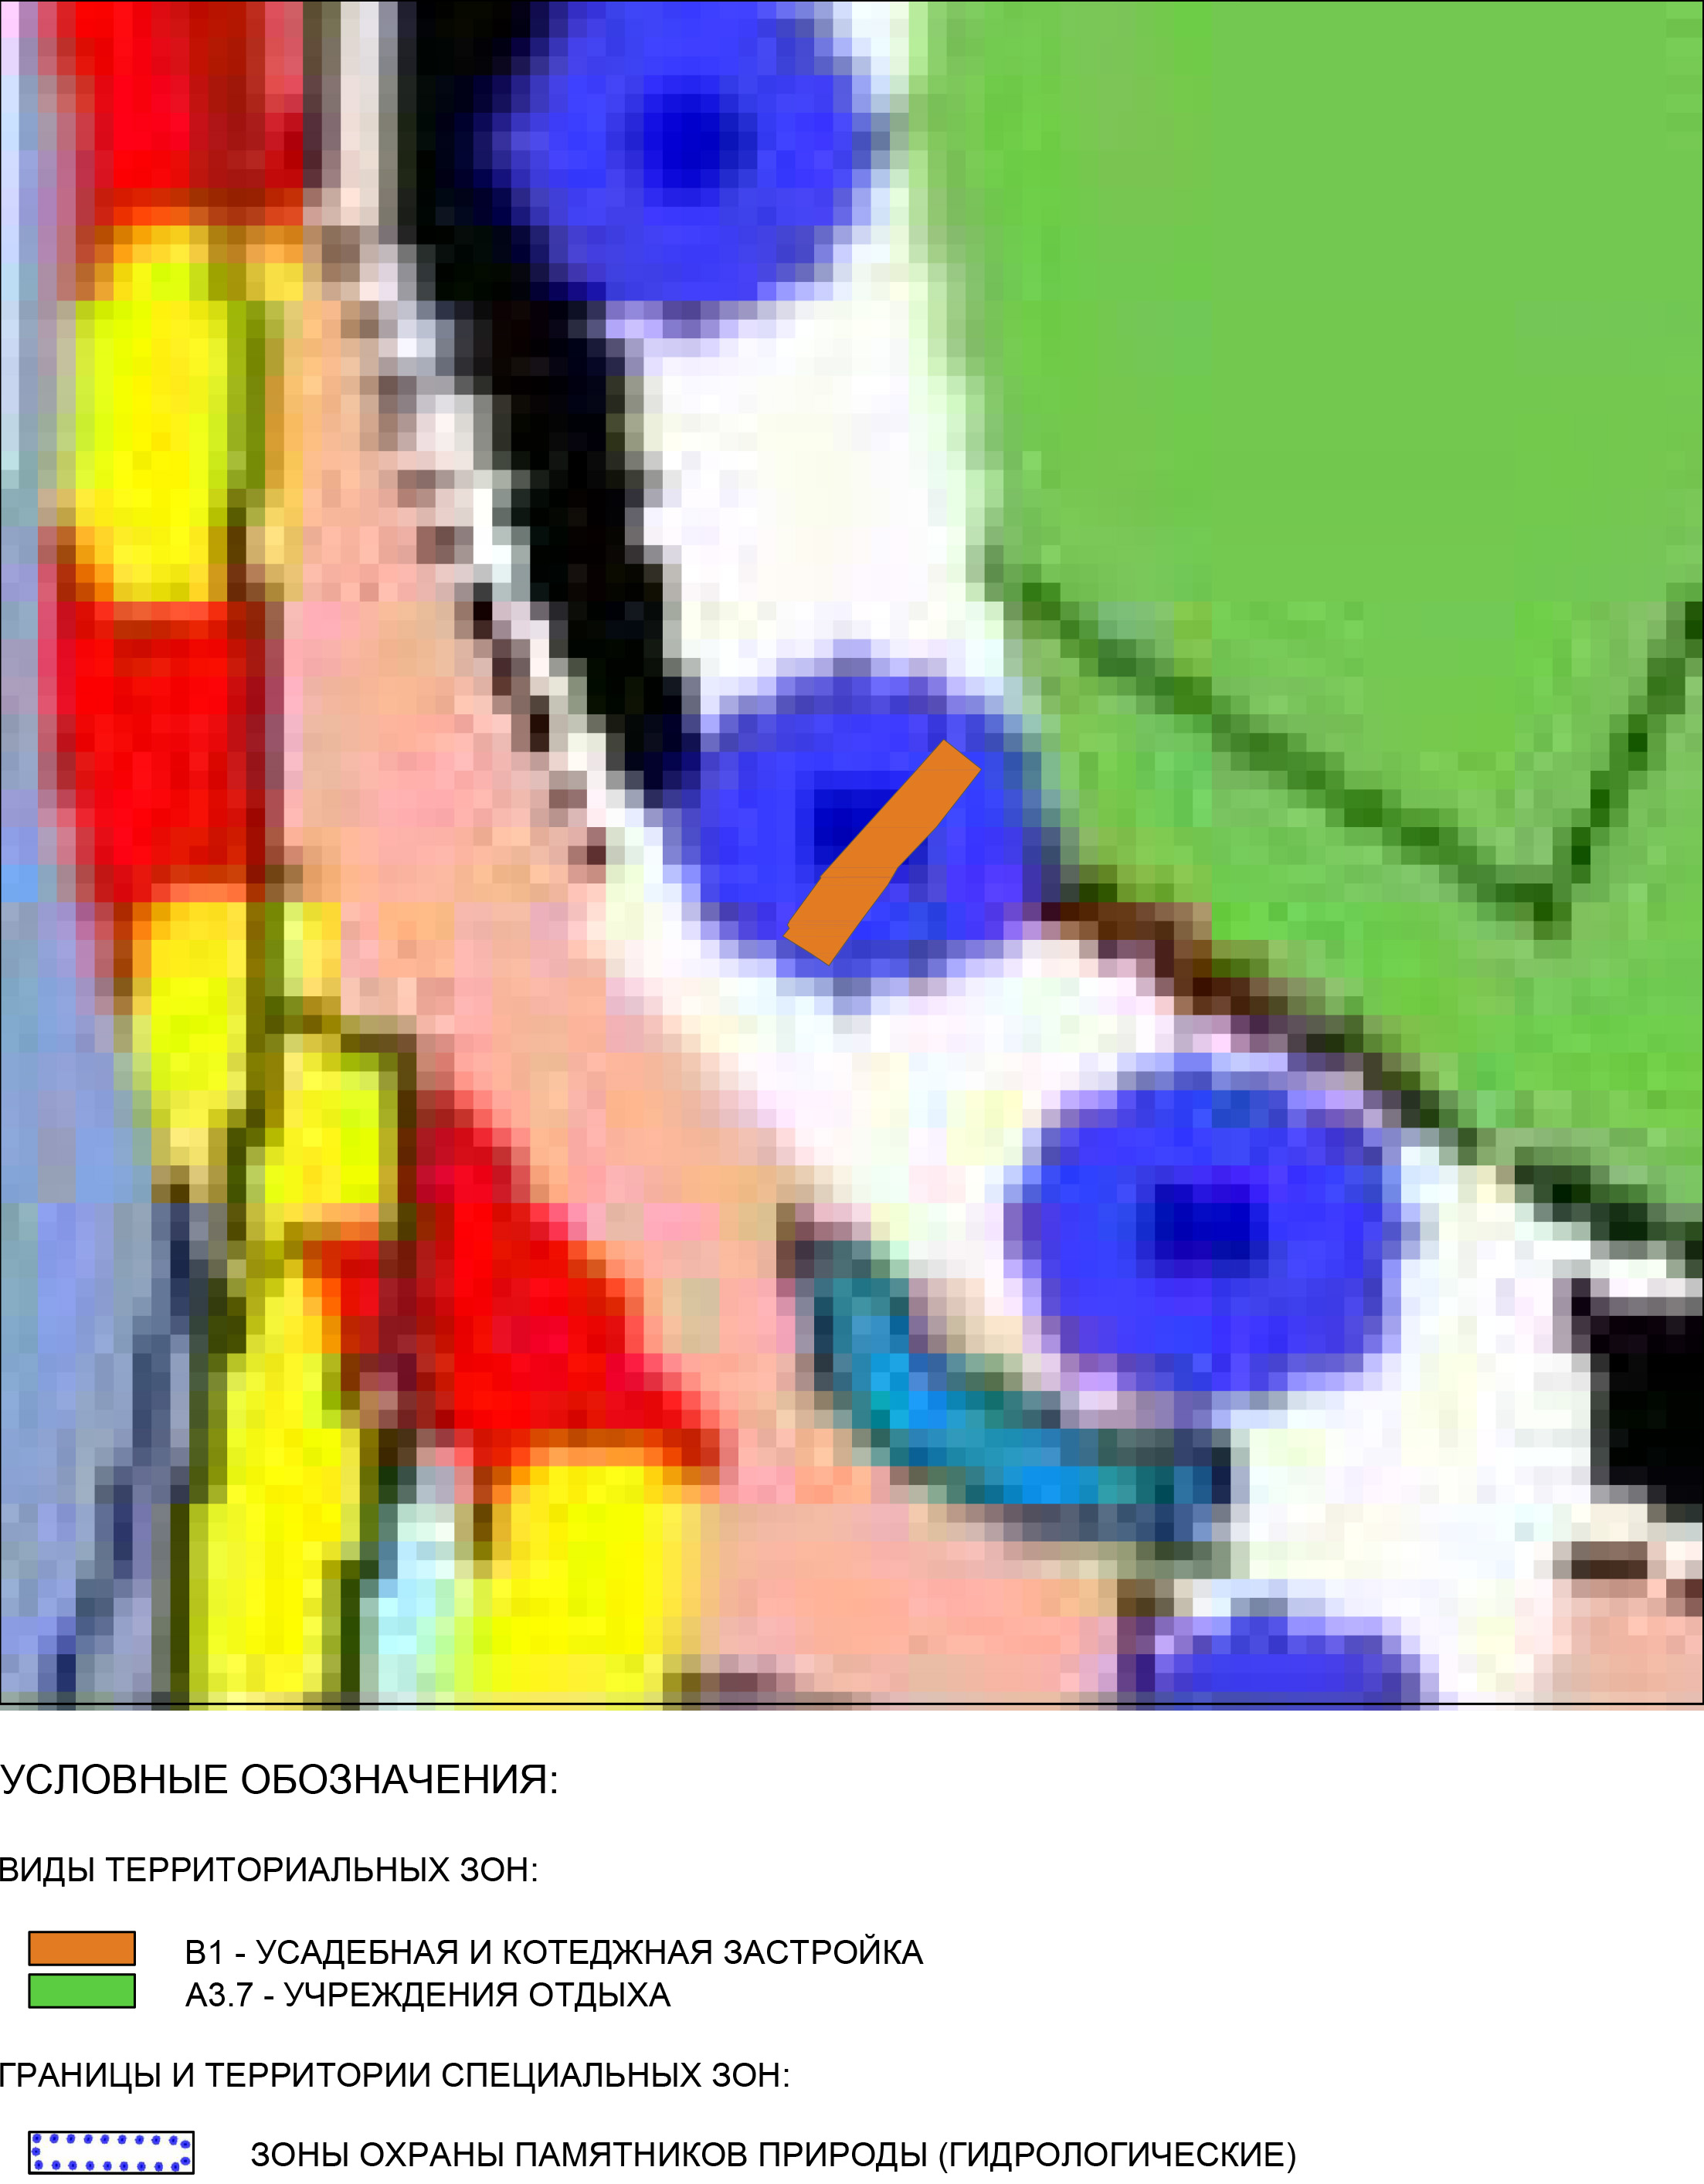 УСЛОВНЫЕ ОБОЗНАЧЕНИЯ:
ВИДЫ ТЕРРИТОРИАЛЬНЫХ ЗОН:
В1 - УСАДЕБНАЯ И КОТЕДЖНАЯ ЗАСТРОЙКА
А3.7 - УЧРЕЖДЕНИЯ ОТДЫХА
ГРАНИЦЫ И ТЕРРИТОРИИ СПЕЦИАЛЬНЫХ ЗОН:
ЗОНЫ ОХРАНЫ ПАМЯТНИКОВ ПРИРОДЫ (ГИДРОЛОГИЧЕСКИЕ)